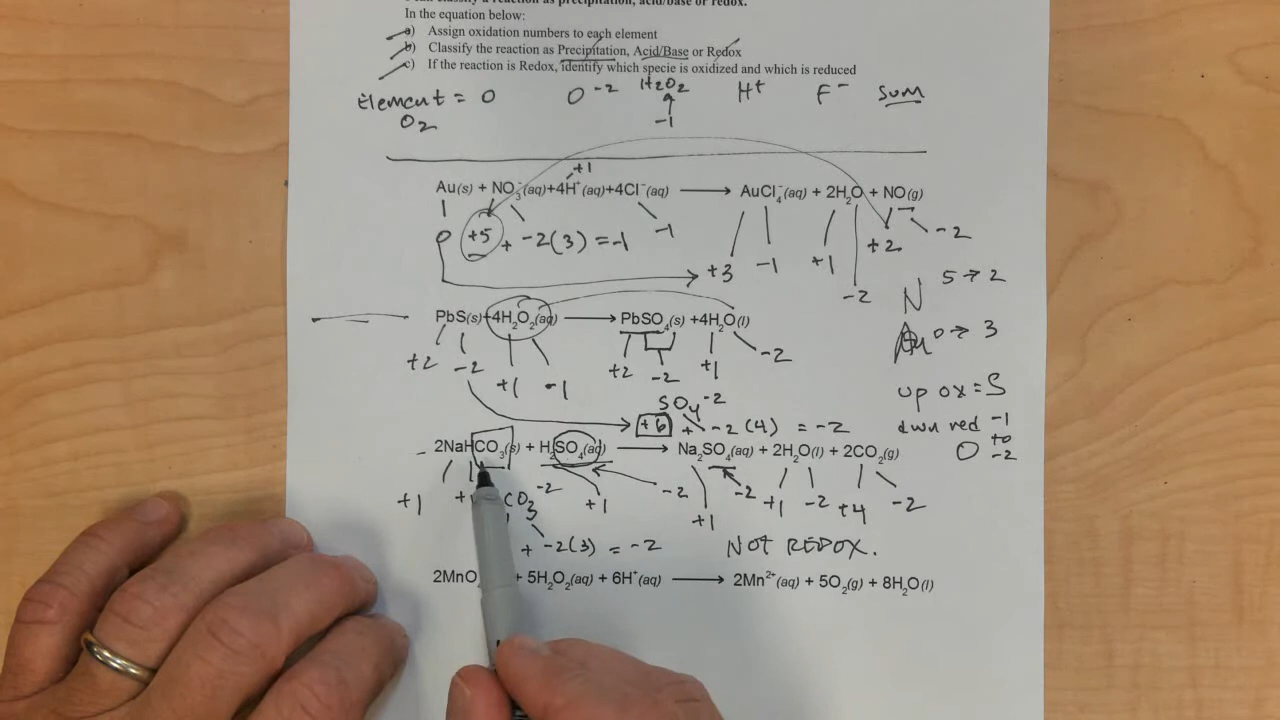 In the equation below:
a) Assign oxidation numbers to each element
b) Classify the reaction as Precipitation, Acid/Base or Redox
c) If the reaction is Redox, identify which specie is oxidized and which is reduced
Element = 0 O⁻² H₂O₂ H⁺ F⁻ sum
O₂ -1
+1
Au(s) + NO₃⁻(aq)+4H⁺(aq)+4Cl⁻(aq) ⟶ AuCl₄⁻(aq) + 2H₂O + NO(g)
0 +5 + -2(3) = -1 -1 +3 -1 +1 -2 +2 -2
N 5→2
PbS(s)+4H₂O₂(aq) ⟶ PbSO₄(s) +4H₂O(l)
Au 0→3
+2 -2 +1 -1 +2 -2 +1 -2
up ox = S
SO₄⁻²
+6 + -2(4) = -2
dwn red -1
O to -2
2NaHCO₃(s) + H₂SO₄(aq) ⟶ Na₂SO₄(aq) + 2H₂O(l) + 2CO₂(g)
+1 CO₃⁻² +1 -2 +1 -2 +1 -2 +4 -2
+ -2(3) = -2 NOT REDOX.
2MnO + 5H₂O₂(aq) + 6H⁺(aq) ⟶ 2Mn²⁺(aq) + 5O₂(g) + 8H₂O(l)